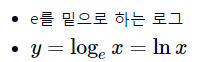 • e를 밑으로 하는 로그
• y = logₑ x = ln x